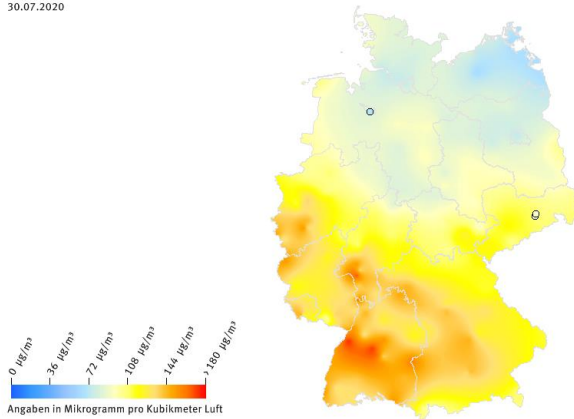 30.07.2020
0 µg/m³
36 µg/m³
72 µg/m³
108 µg/m³
144 µg/m³
> 180 µg/m³
Angaben in Mikrogramm pro Kubikmeter Luft